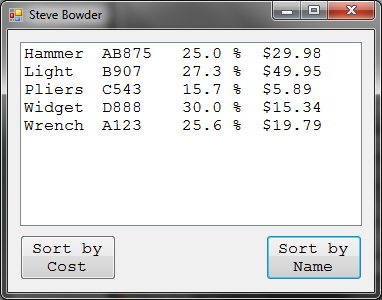 Steve Bowder
Hammer AB875 25.0 % $29.98
Light B907 27.3 % $49.95
Pliers C543 15.7 % $5.89
Widget D888 30.0 % $15.34
Wrench A123 25.6 % $19.79
Sort by
Cost
Sort by
Name